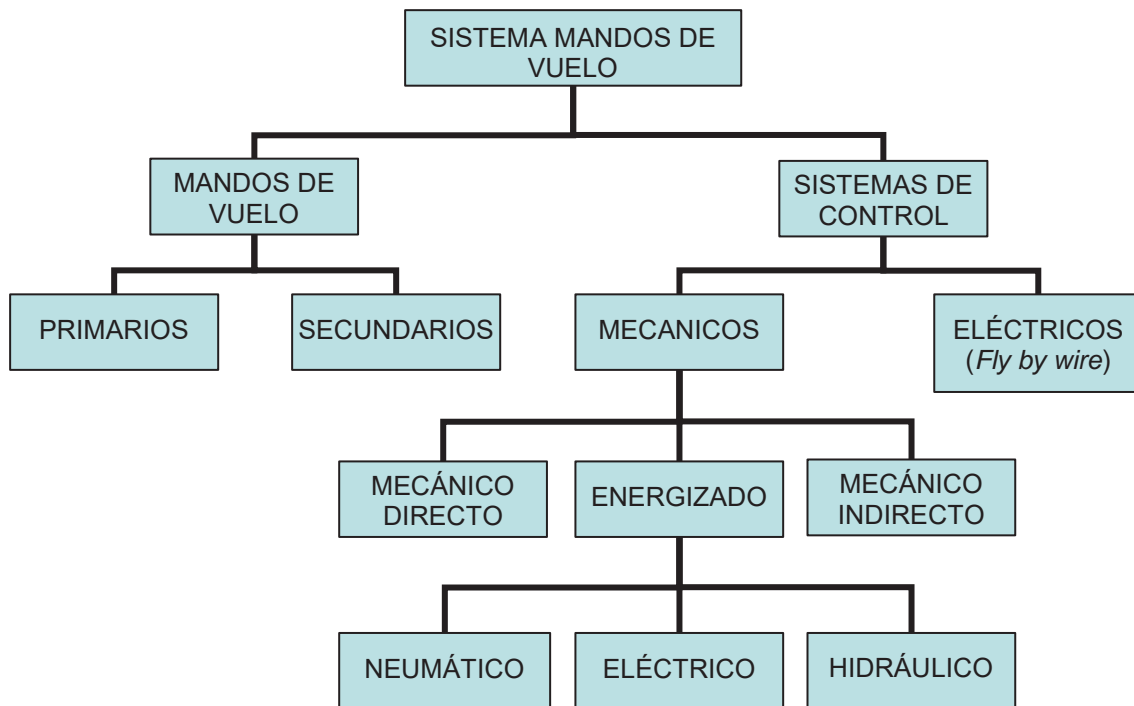 SISTEMA MANDOS DE
VUELO
MANDOS DE
VUELO
SISTEMAS DE
CONTROL
PRIMARIOS
SECUNDARIOS
MECANICOS
ELÉCTRICOS
(Fly by wire)
MECÁNICO
DIRECTO
ENERGIZADO
MECÁNICO
INDIRECTO
NEUMÁTICO
ELÉCTRICO
HIDRÁULICO